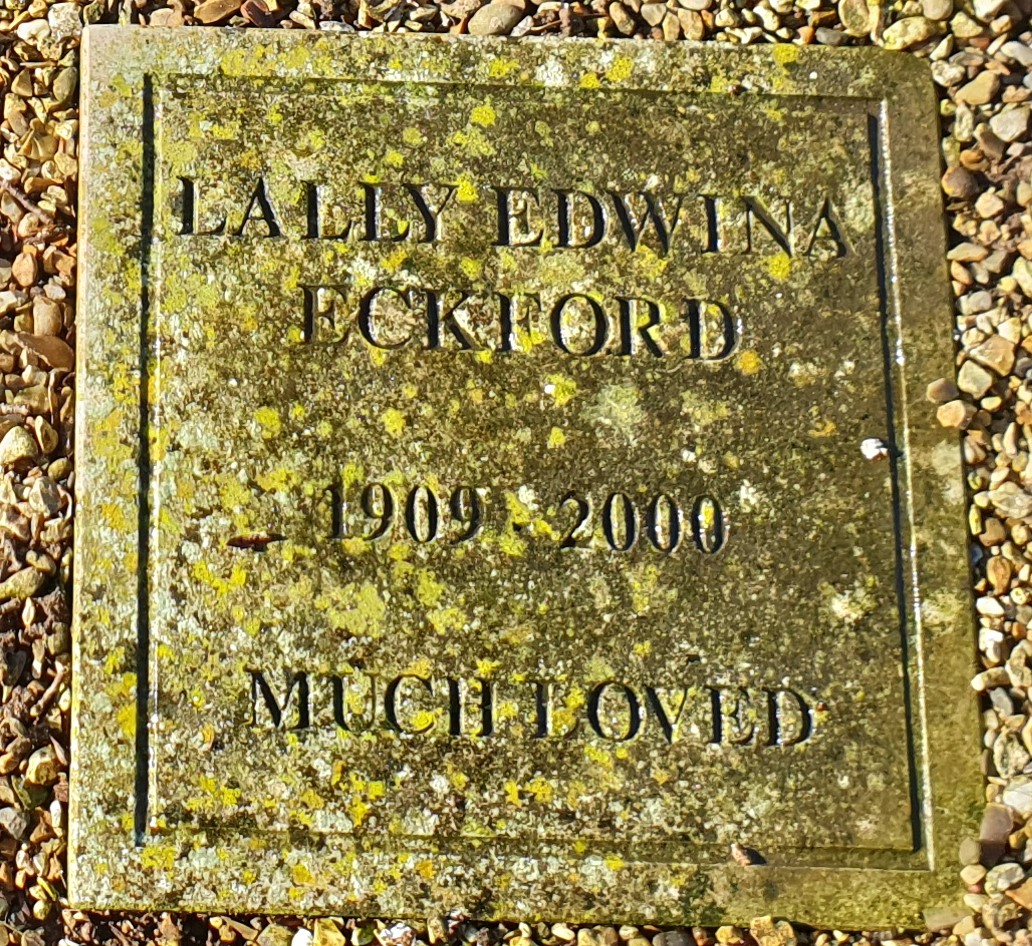 LALLY EDWINA
ECKFORD
1909 - 2000
MUCH LOVED